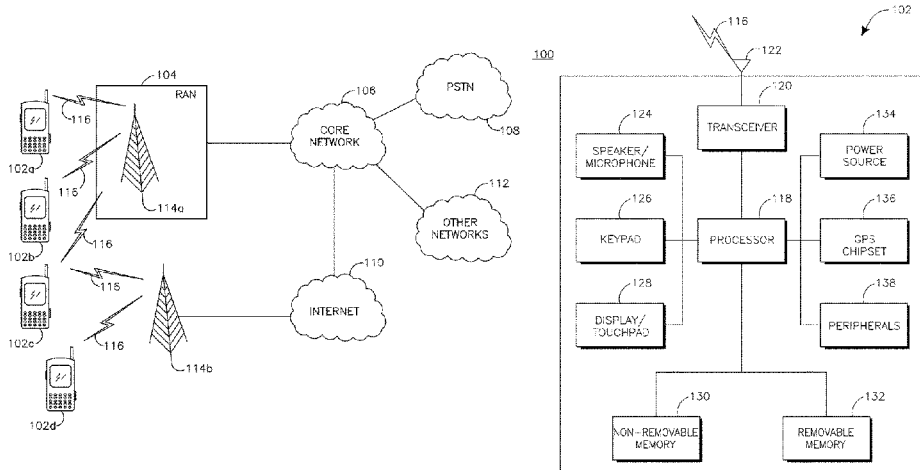 100
104
RAN
116
102a
116
114a
102b
116
116
102c
116
114b
102d
106
CORE
NETWORK
PSTN
108
112
OTHER
NETWORKS
110
INTERNET
102
116
122
120
TRANSCEIVER
124
SPEAKER/
MICROPHONE
134
POWER
SOURCE
126
KEYPAD
118
PROCESSOR
136
GPS
CHIPSET
128
DISPLAY/
TOUCHPAD
138
PERIPHERALS
130
NON-REMOVABLE
MEMORY
132
REMOVABLE
MEMORY